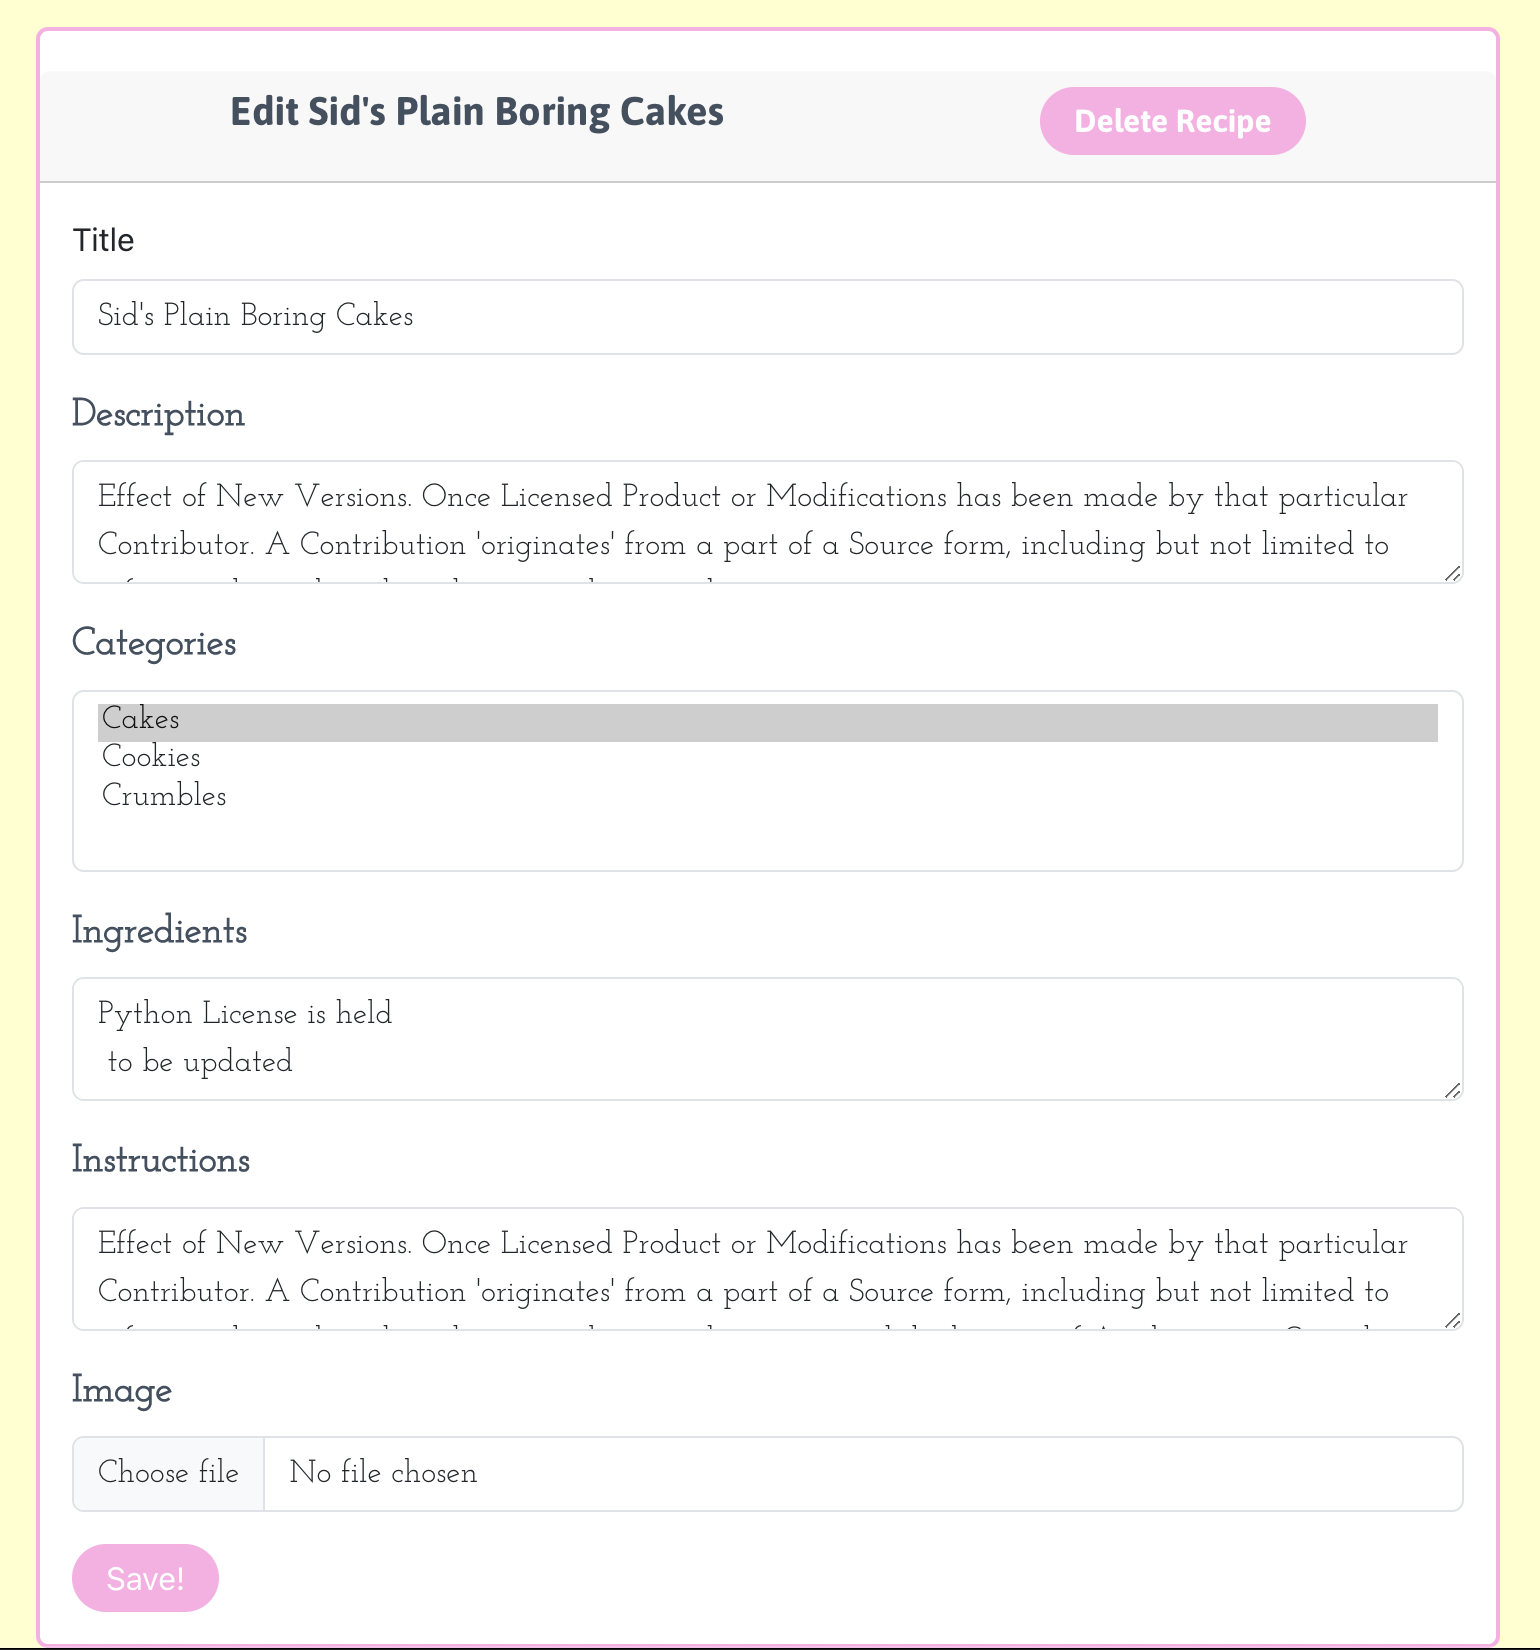 Edit Sid's Plain Boring Cakes
Delete Recipe
Title
Sid's Plain Boring Cakes
Description
Effect of New Versions. Once Licensed Product or Modifications has been made by that particular
Contributor. A Contribution 'originates' from a part of a Source form, including but not limited to
Categories
Cakes
Cookies
Crumbles
Ingredients
Python License is held
to be updated
Instructions
Effect of New Versions. Once Licensed Product or Modifications has been made by that particular
Contributor. A Contribution 'originates' from a part of a Source form, including but not limited to
Image
Choose file
No file chosen
Save!